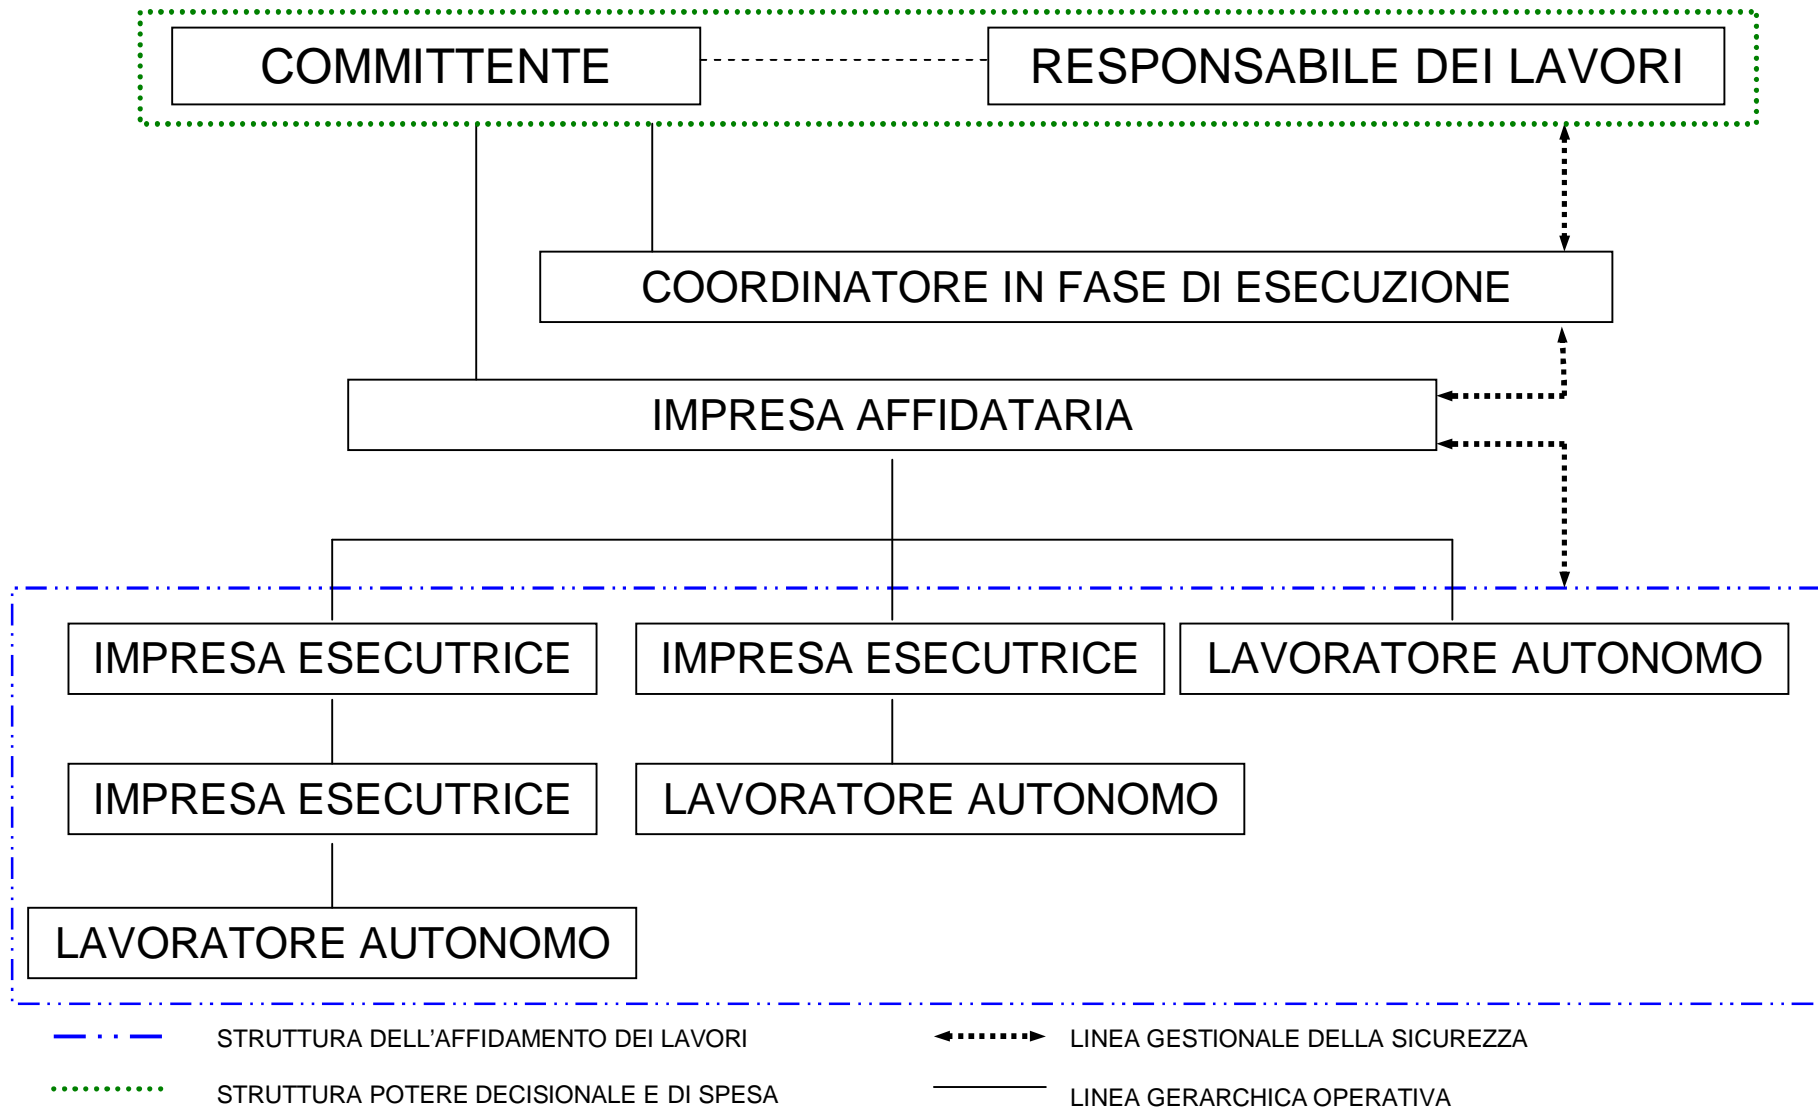 COMMITTENTE
RESPONSABILE DEI LAVORI
COORDINATORE IN FASE DI ESECUZIONE
IMPRESA AFFIDATARIA
IMPRESA ESECUTRICE
IMPRESA ESECUTRICE
LAVORATORE AUTONOMO
IMPRESA ESECUTRICE
LAVORATORE AUTONOMO
LAVORATORE AUTONOMO
STRUTTURA DELL'AFFIDAMENTO DEI LAVORI
LINEA GESTIONALE DELLA SICUREZZA
STRUTTURA POTERE DECISIONALE E DI SPESA
LINEA GERARCHICA OPERATIVA